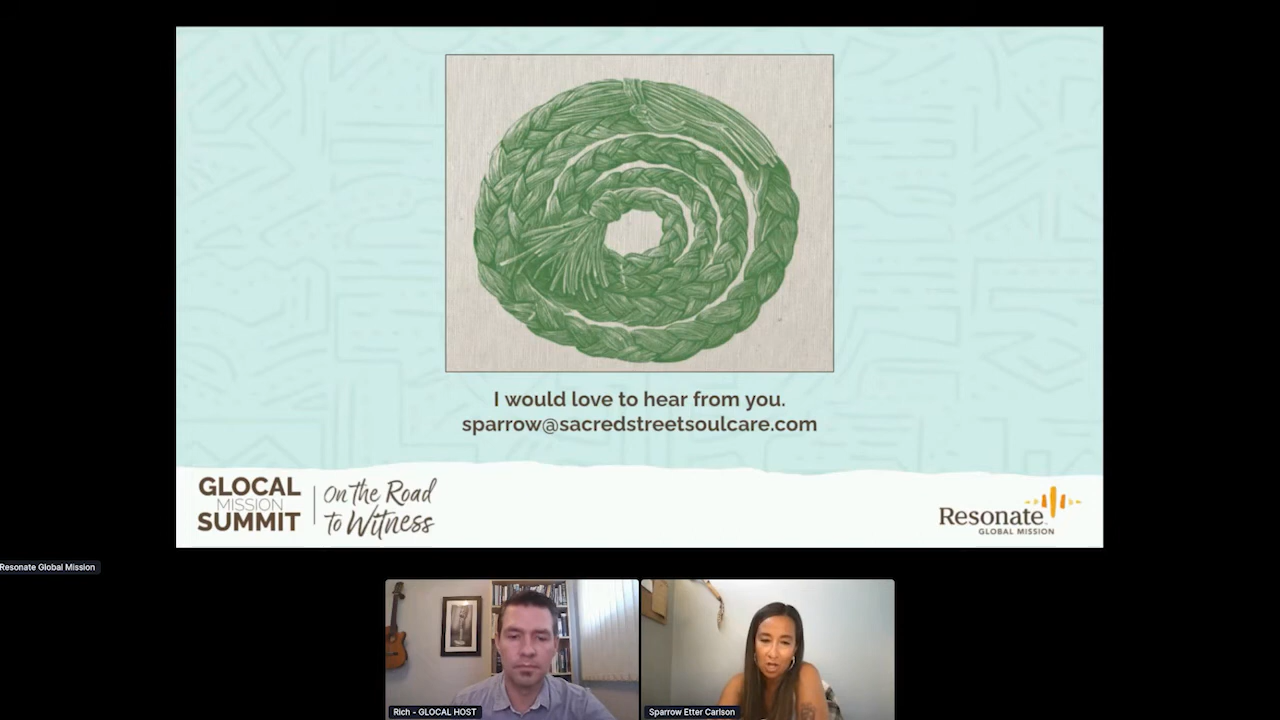 I would love to hear from you.
sparrow@sacredstreetsoulcare.com
GLOCAL
MISSION
SUMMIT
On the Road
to Witness
Resonate
GLOBAL MISSION
Resonate Global Mission
Rich - GLOCAL HOST
Sparrow Etter Carlson